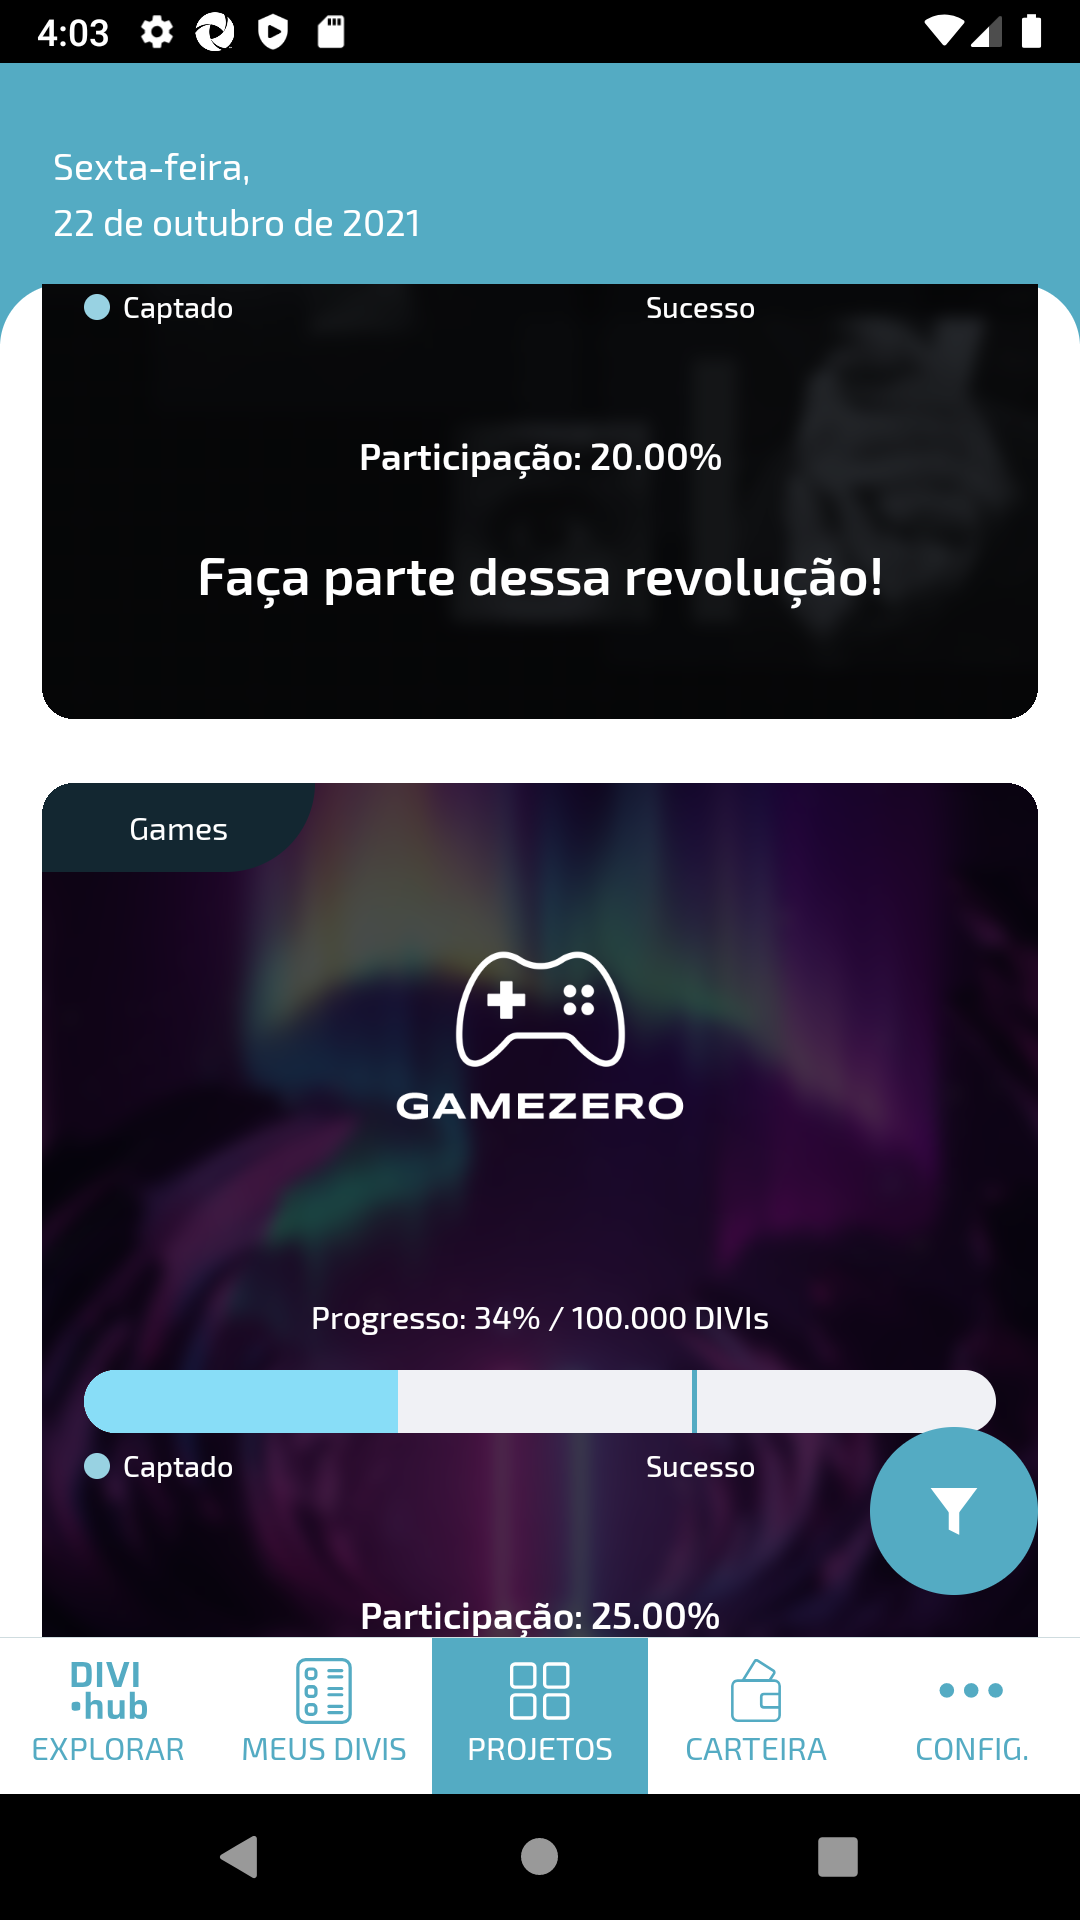 4:03
Sexta-feira,
22 de outubro de 2021
Captado
Sucesso
Participação: 20.00%
Faça parte dessa revolução!
Games
GAMEZERO
Progresso: 34% / 100.000 DIVIs
Captado
Sucesso
Participação: 25.00%
DIVI
·hub
EXPLORAR
MEUS DIVIS
PROJETOS
CARTEIRA
CONFIG.